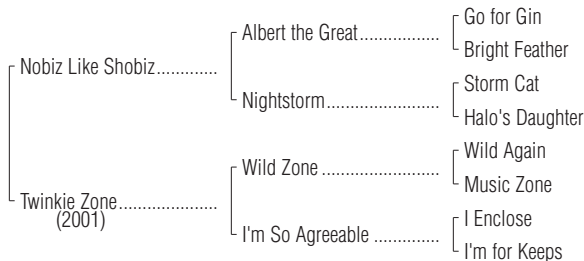 Go for Gin
Albert the Great.................
Bright Feather
Nobiz Like Shobiz.............
Storm Cat
Nightstorm........................
Halo's Daughter
Wild Again
Wild Zone .........................
Music Zone
Twinkie Zone.....................
(2001)
I Enclose
I'm So Agreeable ..............
I'm for Keeps